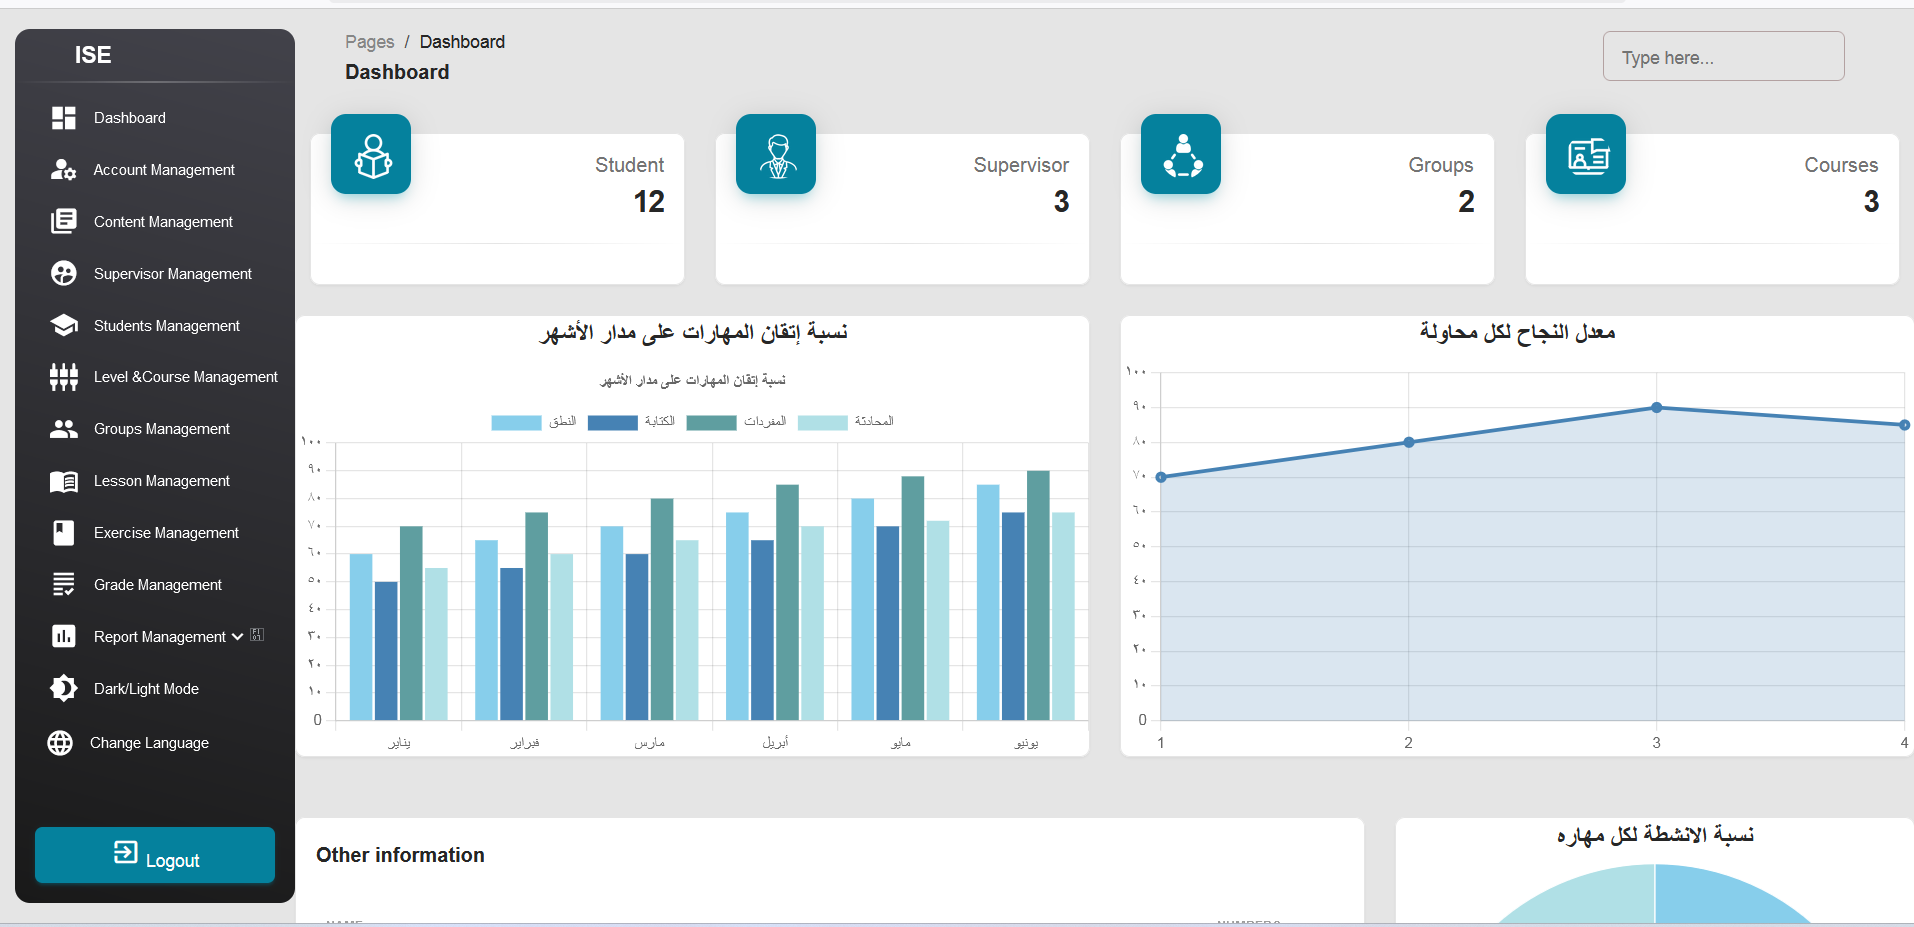 ISE
Dashboard
Account Management
Content Management
Supervisor Management
Students Management
Level &Course Management
Groups Management
Lesson Management
Exercise Management
Grade Management
Report Management
Dark/Light Mode
Change Language
Logout
Pages / Dashboard
Dashboard
Type here...
Student
12
Supervisor
3
Groups
2
Courses
3
نسبة إتقان المهارات على مدار الأشهر
نسبة إتقان المهارات على مدار الأشهر
النطق الكتابة المفردات المحادثة
١٠٠
٩٠
٨٠
٧٠
٦٠
٥٠
٤٠
٣٠
٢٠
١٠
0
يناير فبراير مارس أبريل مايو يونيو
معدل النجاح لكل محاولة
١٠٠
٩٠
٨٠
٧٠
٦٠
٥٠
٤٠
٣٠
٢٠
١٠
0
1 2 3 4
Other information
نسبة الانشطة لكل مهاره